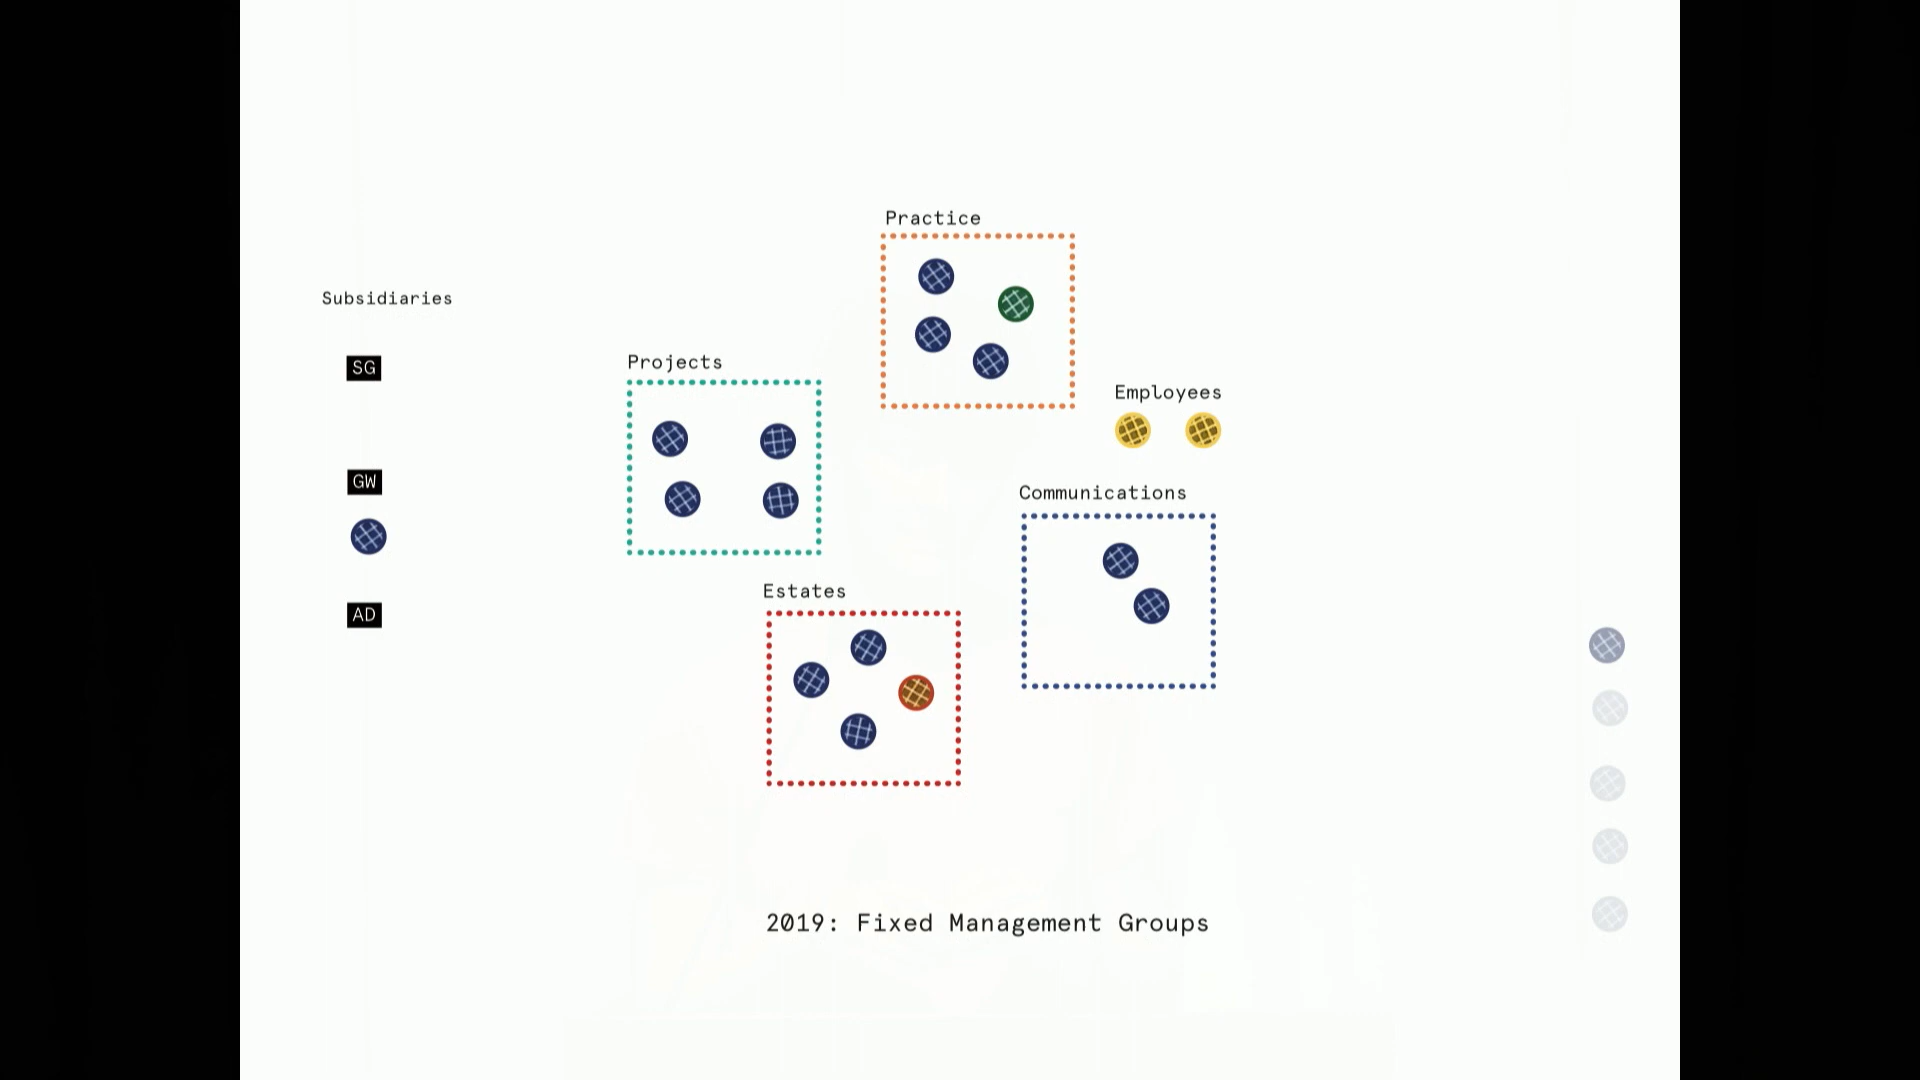 Practice
Subsidiaries
SG
Projects
Employees
GW
Communications
Estates
AD
2019: Fixed Management Groups